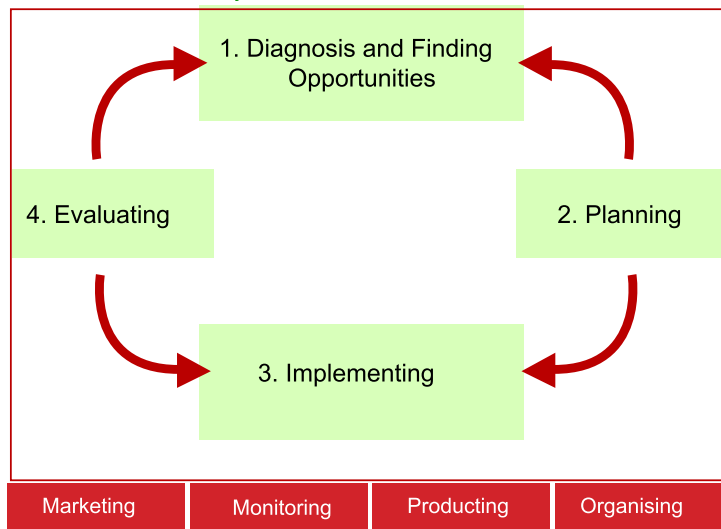 1. Diagnosis and Finding
Opportunities
4. Evaluating
2. Planning
3. Implementing
Marketing
Monitoring
Producting
Organising